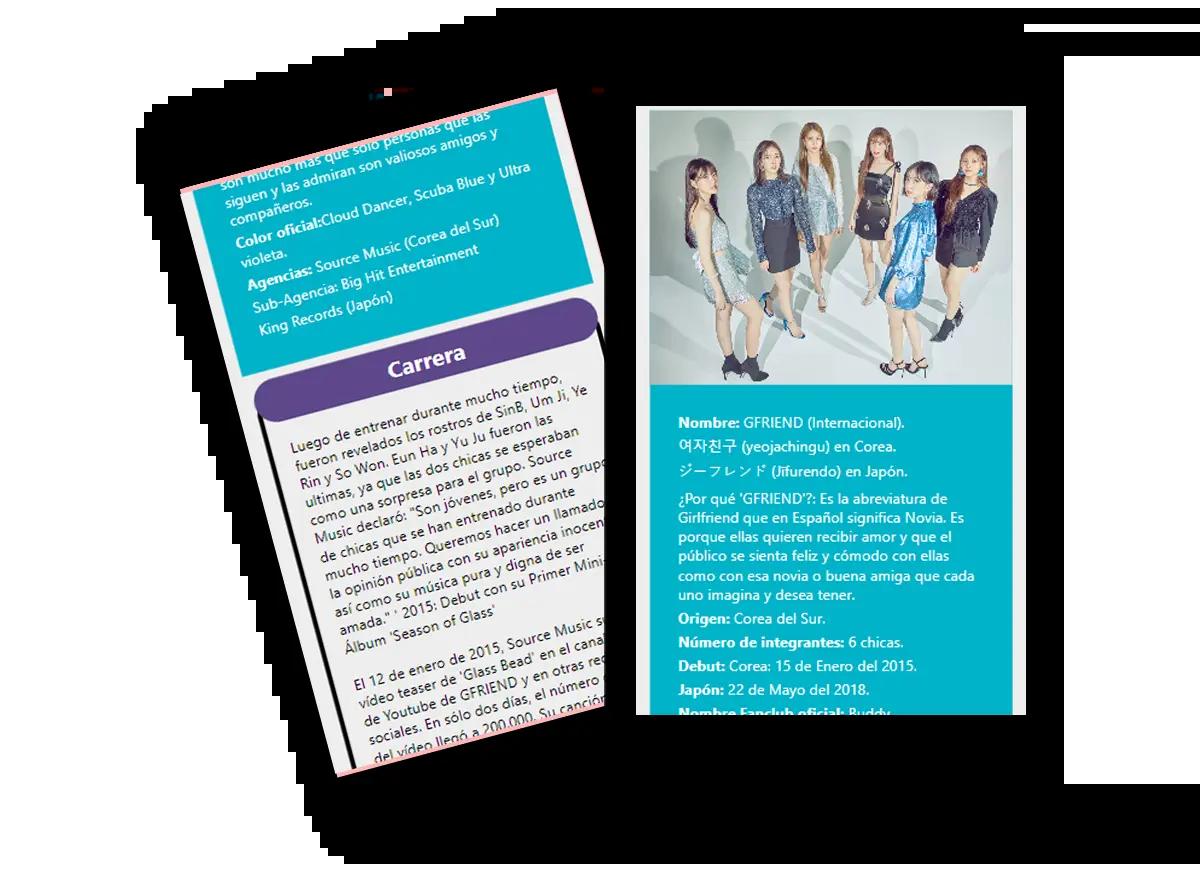 son mucho más que solo personas que las
siguen y las admiran son valiosos amigos y
compañeros.
Color oficial:Cloud Dancer, Scuba Blue y Ultra
violeta.
Agencias: Source Music (Corea del Sur)
Sub-Agencia: Big Hit Entertainment
King Records (Japón)
Carrera
Luego de entrenar durante mucho tiempo,
fueron revelados los rostros de SinB, Um Ji, Ye
Rin y So Won. Eun Ha y Yu Ju fueron las
ultimas, ya que las dos chicas se esperaban
como una sorpresa para el grupo. Source
Music declaró: "Son jóvenes, pero es un grupo
de chicas que se han entrenado durante
mucho tiempo. Queremos hacer un llamado
la opinión pública con su apariencia inocen
así como su música pura y digna de ser
amada." ' 2015: Debut con su Primer Mini-
Álbum 'Season of Glass'
El 12 de enero de 2015, Source Music su
vídeo teaser de 'Glass Bead' en el cana
de Youtube de GFRIEND y en otras red
sociales. En sólo dos días, el número
del vídeo llegó a 200.000. Su canción
Nombre: GFRIEND (Internacional).
여자친구 (yeojachingu) en Corea.
ジーフレンド (Jīfurendo) en Japón.
¿Por qué 'GFRIEND'?: Es la abreviatura de
Girlfriend que en Español significa Novia. Es
porque ellas quieren recibir amor y que el
público se sienta feliz y cómodo con ellas
como con esa novia o buena amiga que cada
uno imagina y desea tener.
Origen: Corea del Sur.
Número de integrantes: 6 chicas.
Debut: Corea: 15 de Enero del 2015.
Japón: 22 de Mayo del 2018.
Nombre Fanclub oficial: Buddy